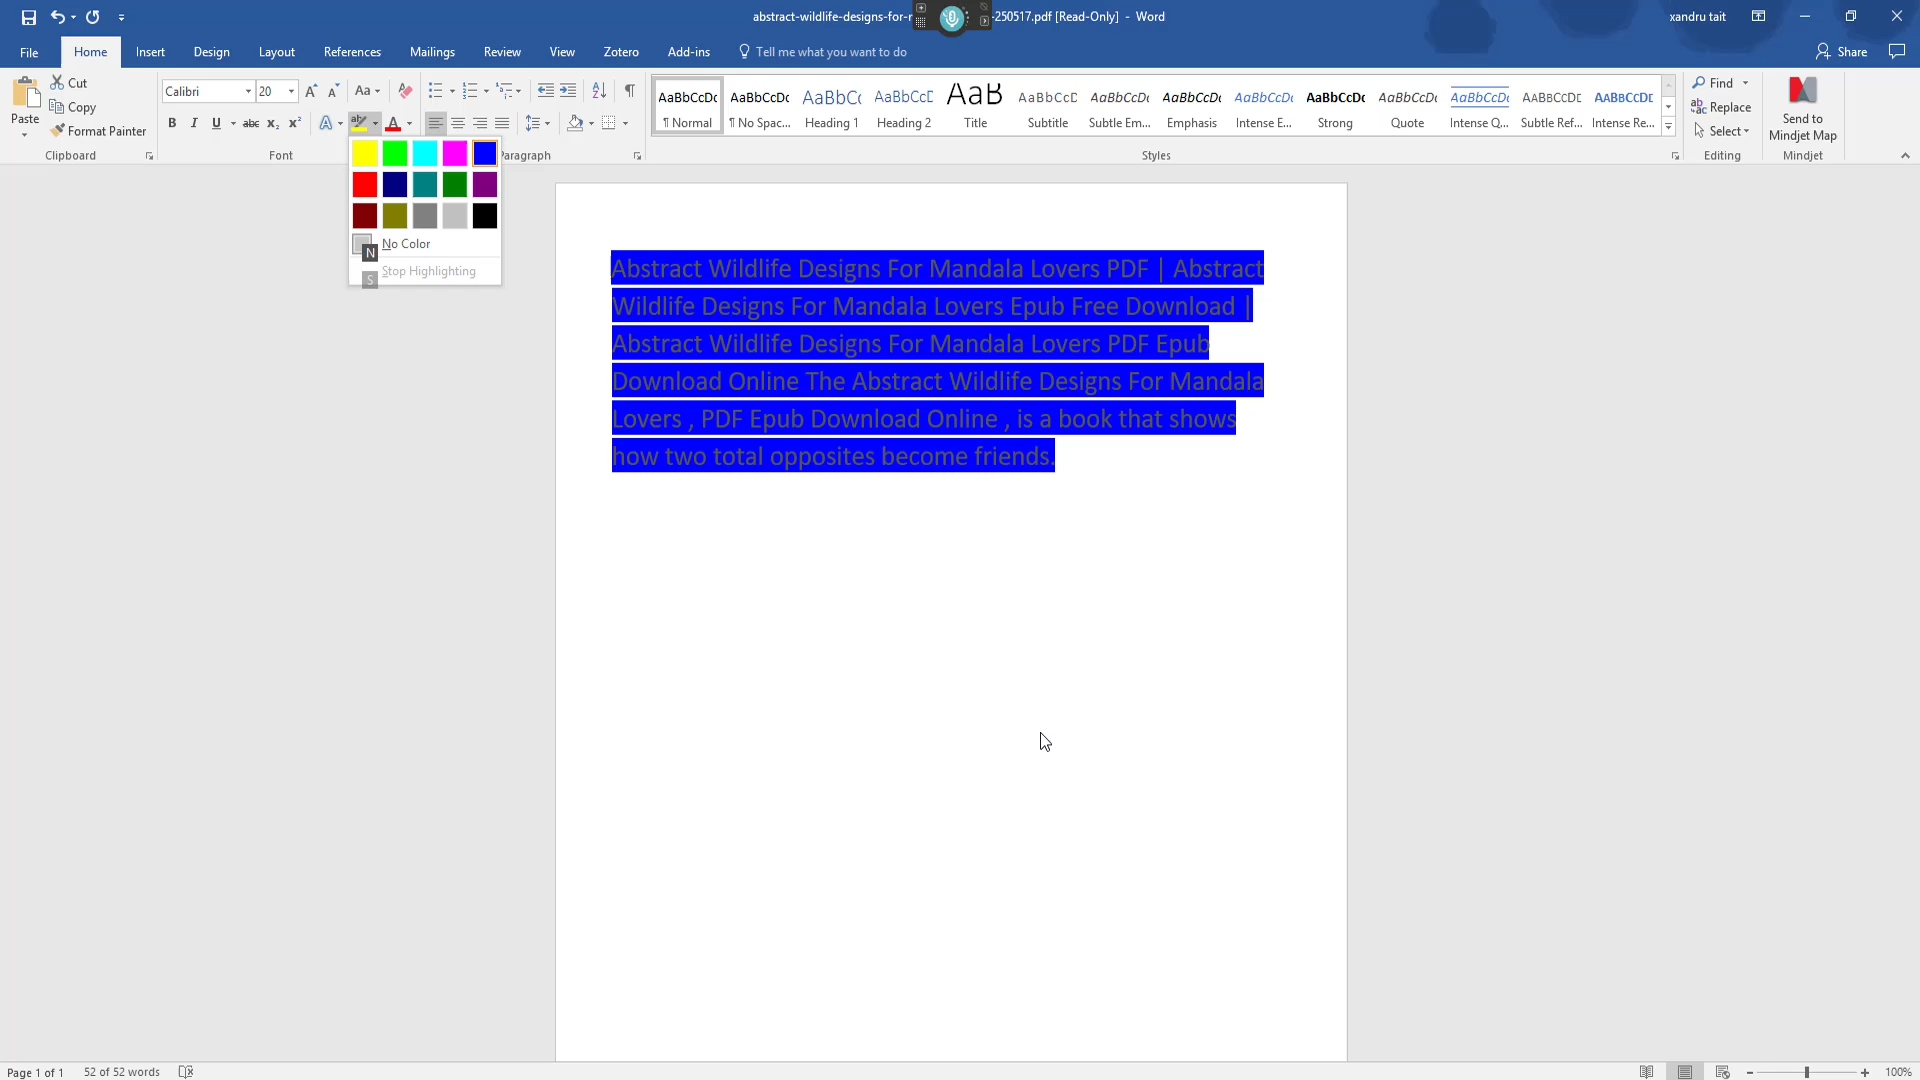 abstract-wildlife-designs-for-r -250517.pdf [Read-Only] - Word
xandru tait
File Home Insert Design Layout References Mailings Review View Zotero Add-ins Tell me what you want to do
Share
Paste
Cut
Copy
Format Painter
Clipboard
Calibri 20
Font
Paragraph
AaBbCcDc AaBbCcDc AaBbCc AaBbCcD AaB AaBbCcD AaBbCcDc AaBbCcDc AaBbCcDc AaBbCcDc AaBbCcDc AaBbCcDc AaBbCcDd AaBbCcDd
¶ Normal ¶ No Spac... Heading 1 Heading 2 Title Subtitle Subtle Em... Emphasis Intense E... Strong Quote Intense Q... Subtle Ref... Intense Re...
Styles
Find
Replace
Select
Editing
Send to
Mindjet Map
Mindjet
No Color
N
Stop Highlighting
S
Abstract Wildlife Designs For Mandala Lovers PDF | Abstract
Wildlife Designs For Mandala Lovers Epub Free Download |
Abstract Wildlife Designs For Mandala Lovers PDF Epub
Download Online The Abstract Wildlife Designs For Mandala
Lovers , PDF Epub Download Online , is a book that shows
how two total opposites become friends.
Page 1 of 1 52 of 52 words
100%